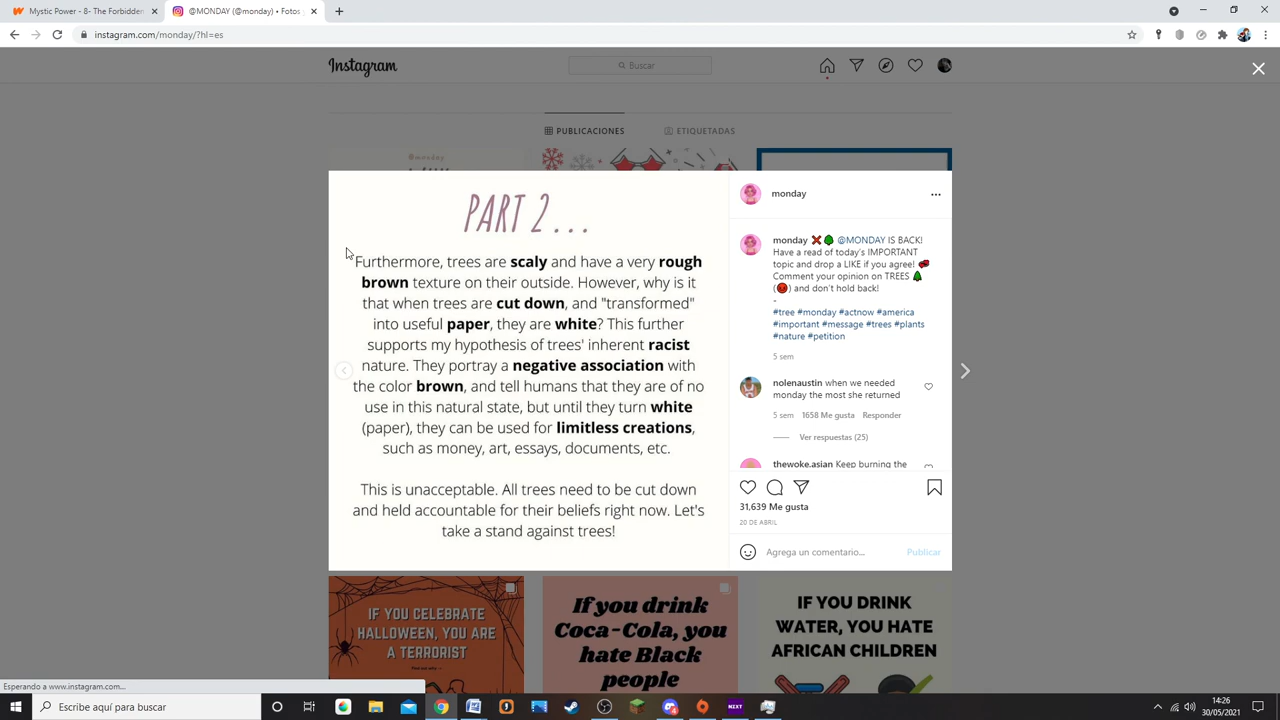 Mystic Power - 8- The Forbidden
@MONDAY (@monday) • Fotos y
instagram.com/monday/?hl=es
Instagram
Buscar
PUBLICACIONES
ETIQUETADAS
@monday
PART 2...
Furthermore, trees are scaly and have a very rough
brown texture on their outside. However, why is it
that when trees are cut down, and "transformed"
into useful paper, they are white? This further
supports my hypothesis of trees' inherent racist
nature. They portray a negative association with
the color brown, and tell humans that they are of no
use in this natural state, but until they turn white
(paper), they can be used for limitless creations,
such as money, art, essays, documents, etc.
This is unacceptable. All trees need to be cut down
and held accountable for their beliefs right now. Let's
take a stand against trees!
monday
monday ❌🌲 @MONDAY IS BACK!
Have a read of today's IMPORTANT
topic and drop a LIKE if you agree!
Comment your opinion on TREES 🌲
(😡) and don't hold back!
-
#tree #monday #actnow #america
#important #message #trees #plants
#nature #petition
5 sem
nolenaustin when we needed
monday the most she returned
5 sem 1658 Me gusta Responder
Ver respuestas (25)
thewoke.asian Keep burning the
31,639 Me gusta
20 DE ABRIL
Agrega un comentario...
Publicar
IF YOU CELEBRATE
HALLOWEEN, YOU ARE
A TERRORIST
If you drink
Coca-Cola, you
hate Black
people
IF YOU DRINK
WATER, YOU HATE
AFRICAN CHILDREN
Esperando a www.instagram.com...
Escribe aquí para buscar
NIXT
14:26
30/05/2021